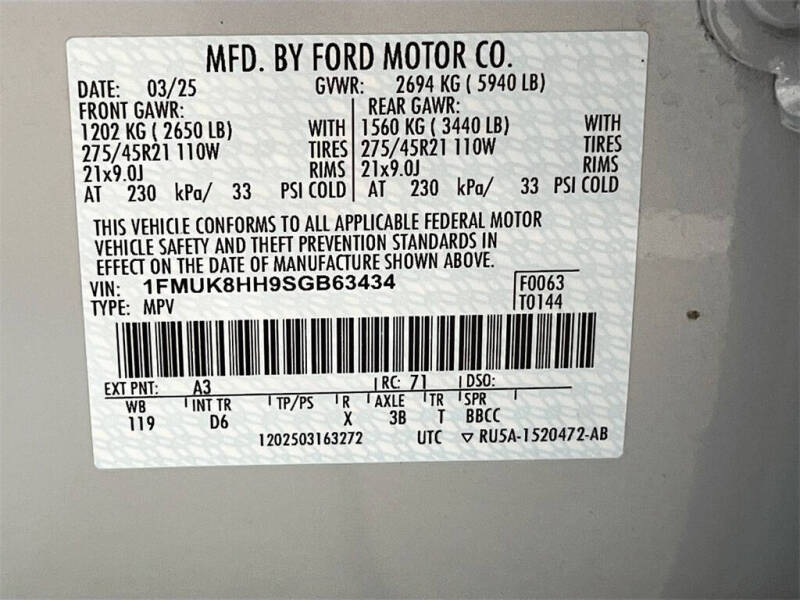 MFD. BY FORD MOTOR CO.
DATE: 03/25 GVWR: 2694 KG ( 5940 LB)
FRONT GAWR: REAR GAWR:
1202 KG ( 2650 LB) WITH 1560 KG ( 3440 LB) WITH
275/45R21 110W TIRES 275/45R21 110W TIRES
21x9.0J RIMS 21x9.0J RIMS
AT 230 kPa/ 33 PSI COLD AT 230 kPa/ 33 PSI COLD
THIS VEHICLE CONFORMS TO ALL APPLICABLE FEDERAL MOTOR
VEHICLE SAFETY AND THEFT PREVENTION STANDARDS IN
EFFECT ON THE DATE OF MANUFACTURE SHOWN ABOVE.
VIN: 1FMUK8HH9SGB63434 F0063
TYPE: MPV T0144
EXT PNT: A3 RC: 71 DSO:
WB INT TR TP/PS R AXLE TR SPR
119 D6 X 3B T BBCC
1202503163272 UTC ▽ RU5A-1520472-AB